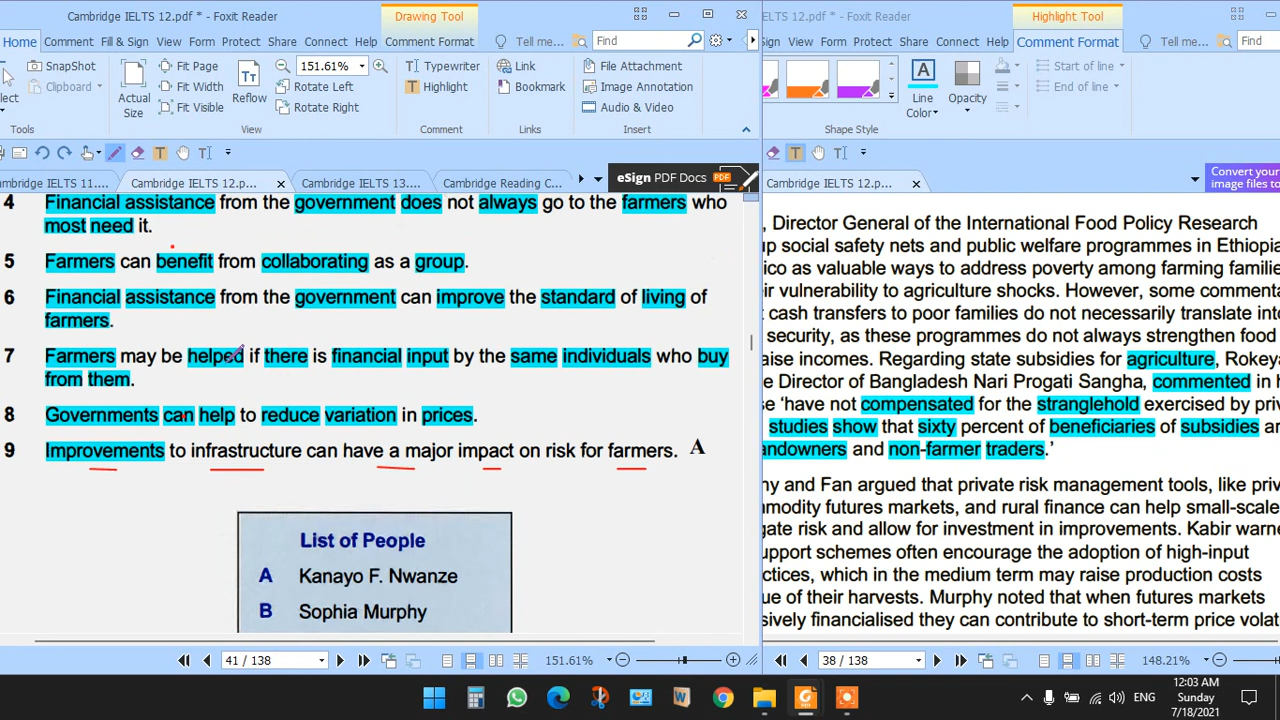 Cambridge IELTS 12.pdf * - Foxit Reader
Drawing Tool
Home Comment Fill & Sign View Form Protect Share Connect Help Comment Format Tell me... Find
SnapShot
Clipboard
Actual Size
Fit Page
Fit Width
Fit Visible
Reflow
151.61%
Rotate Left
Rotate Right
Typewriter
Highlight
Link
Bookmark
File Attachment
Image Annotation
Audio & Video
Tools View Comment Links Insert
Cambridge IELTS 11.... Cambridge IELTS 12.p... Cambridge IELTS 13.... Cambridge Reading C... eSign PDF Docs PDF
4 Financial assistance from the government does not always go to the farmers who
most need it.
5 Farmers can benefit from collaborating as a group.
6 Financial assistance from the government can improve the standard of living of
farmers.
7 Farmers may be helped if there is financial input by the same individuals who buy
from them.
8 Governments can help to reduce variation in prices.
9 Improvements to infrastructure can have a major impact on risk for farmers. A
List of People
A Kanayo F. Nwanze
B Sophia Murphy
41 / 138
151.61%
Cambridge IELTS 12.pdf * - Foxit Reader
Highlight Tool
Sign View Form Protect Share Connect Help Comment Format Tell me... Find
Line Color
Opacity
Start of line
End of line
Shape Style
Cambridge IELTS 12.p...
Convert your
image files to
, Director General of the International Food Policy Research
up social safety nets and public welfare programmes in Ethiopia
ico as valuable ways to address poverty among farming familie
ir vulnerability to agriculture shocks. However, some commenta
cash transfers to poor families do not necessarily translate into
security, as these programmes do not always strengthen food
aise incomes. Regarding state subsidies for agriculture, Rokeya
e Director of Bangladesh Nari Progati Sangha, commented in h
se 'have not compensated for the stranglehold exercised by priv
studies show that sixty percent of beneficiaries of subsidies ar
andowners and non-farmer traders.'
hy and Fan argued that private risk management tools, like priv
mmodity futures markets, and rural finance can help small-scale
gate risk and allow for investment in improvements. Kabir warne
upport schemes often encourage the adoption of high-input
ctices, which in the medium term may raise production costs
ue of their harvests. Murphy noted that when futures markets
sively financialised they can contribute to short-term price volat
38 / 138
148.21%
ENG
12:03 AM
Sunday
7/18/2021